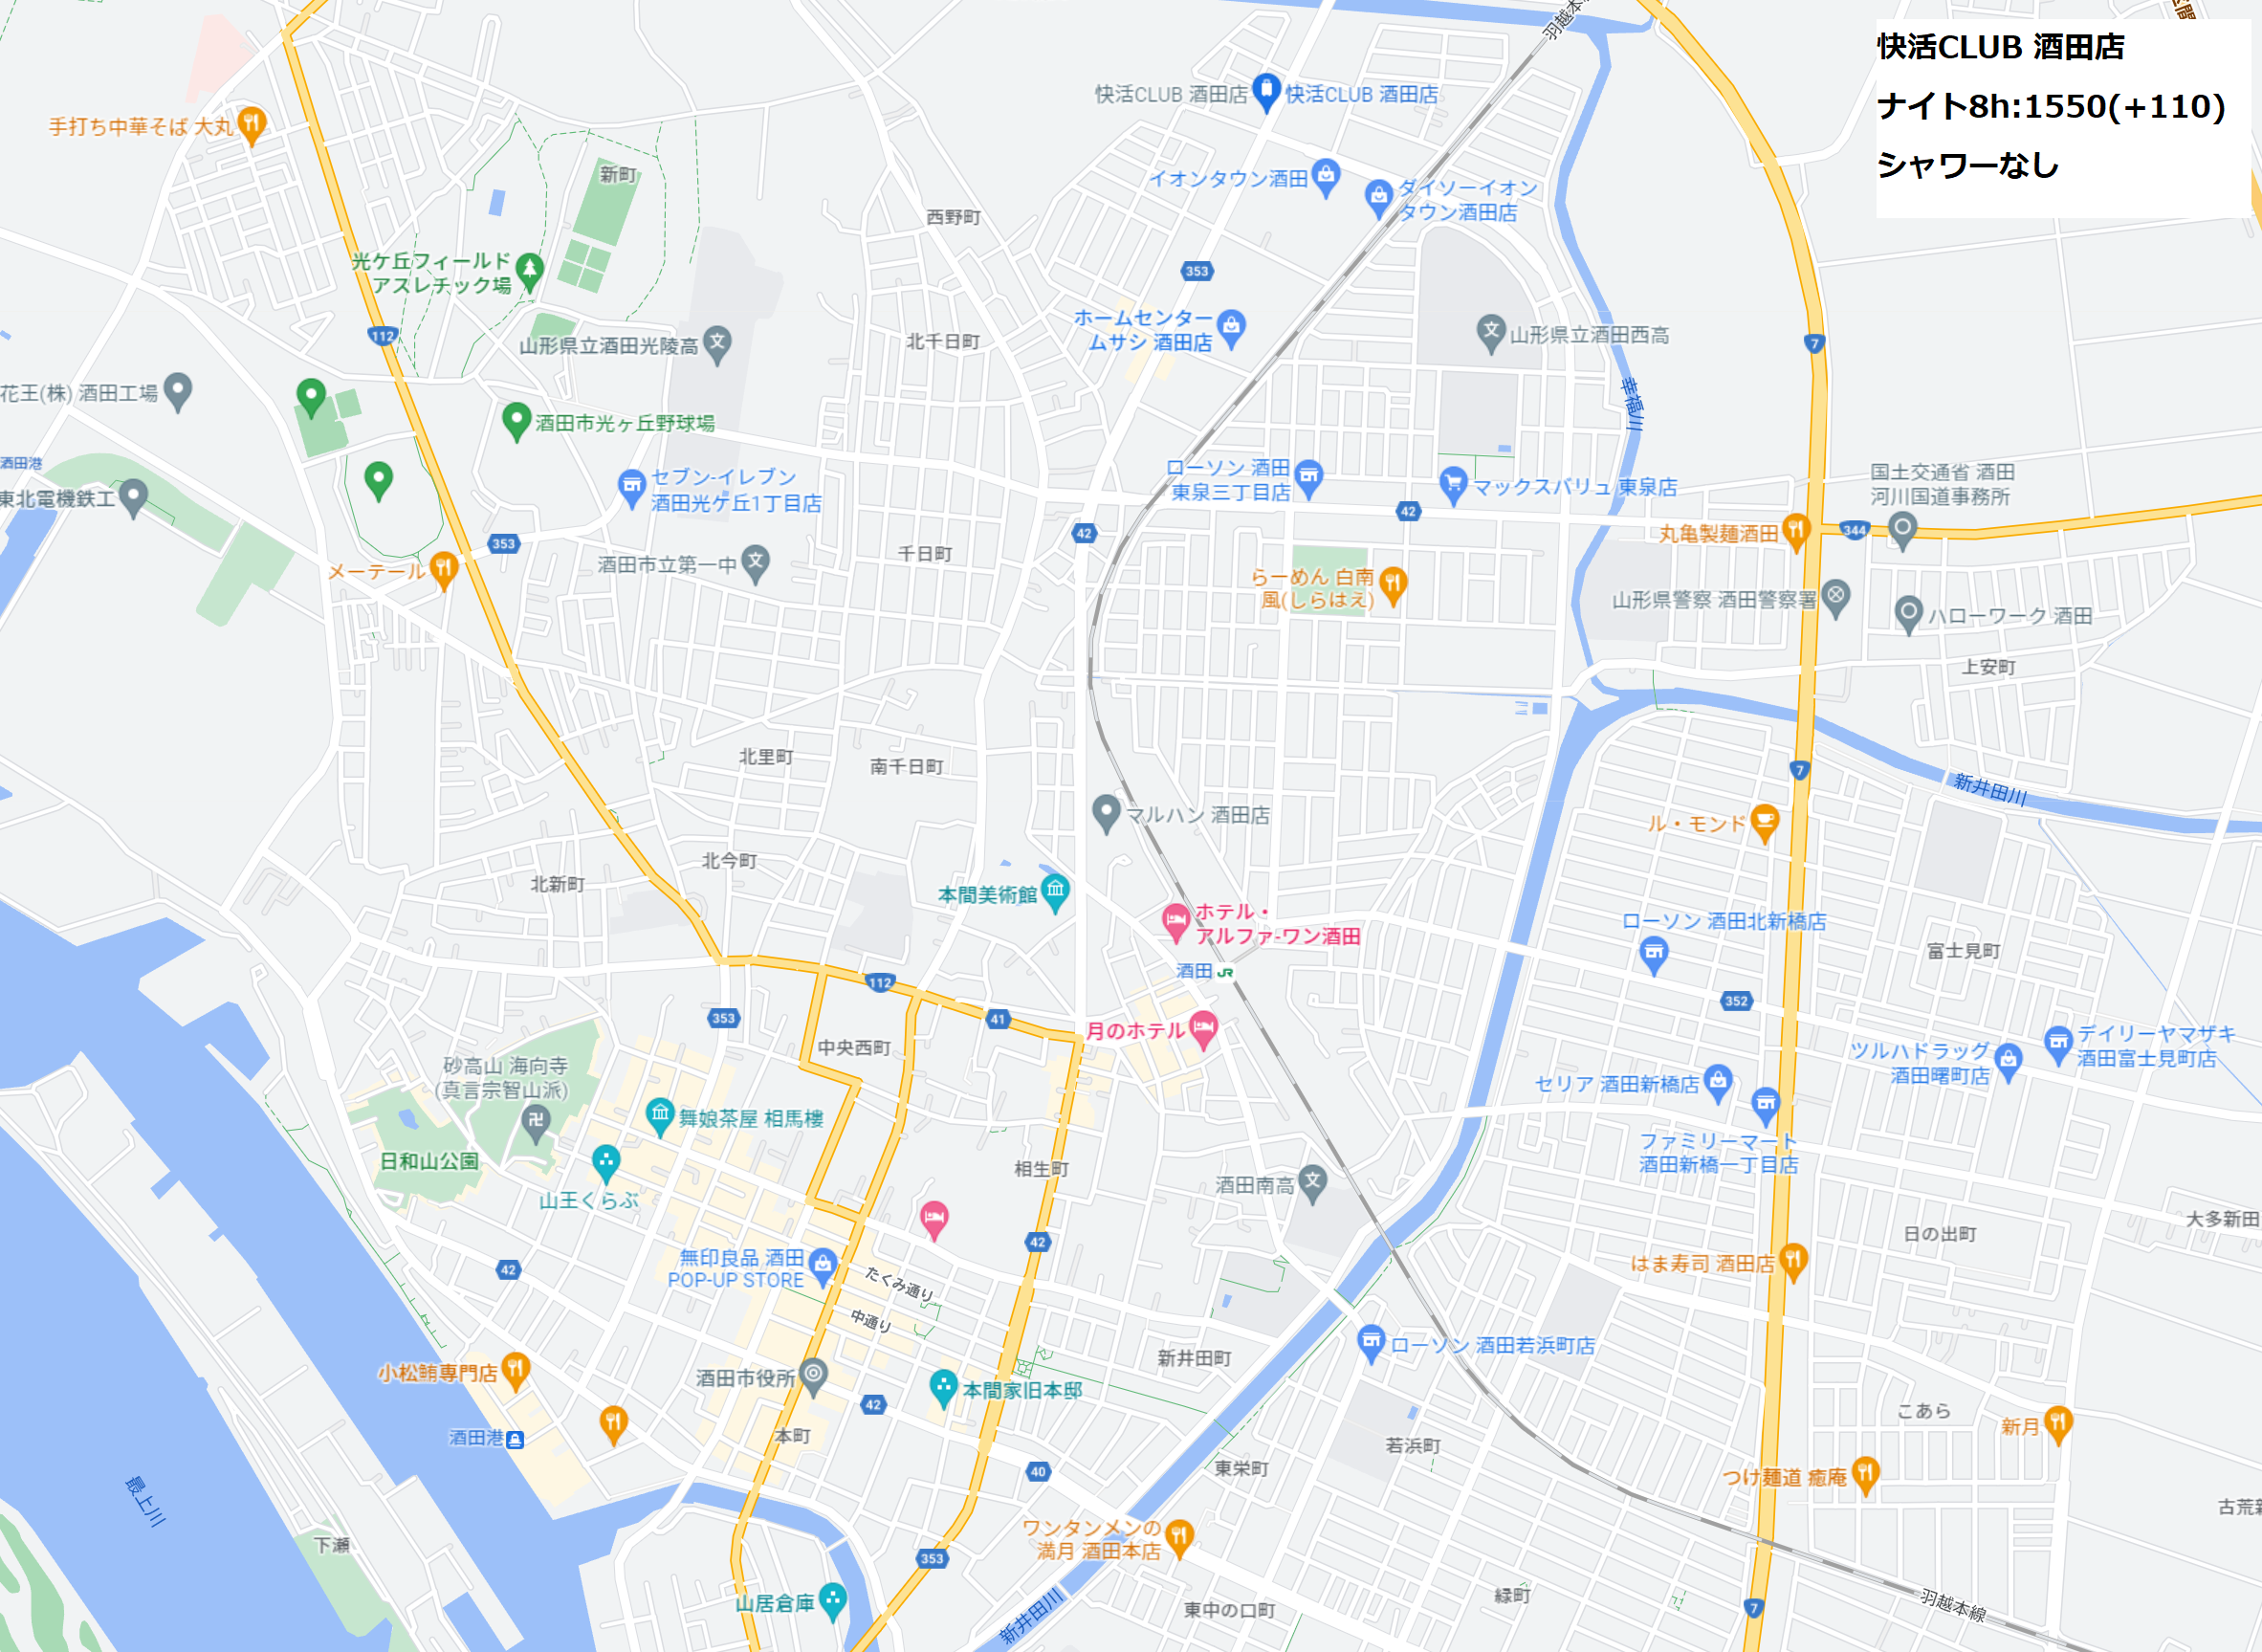 快活CLUB 酒田店
ナイト8h:1550(+110)
シャワーなし
羽越本
快活CLUB 酒田店
快活CLUB 酒田店
手打ち中華そば 大丸
新町
イオンタウン酒田
ダイソーイオン
タウン酒田店
西野町
光ケ丘フィールド
アスレチック場
353
ホームセンター
ムサシ 酒田店
112
山形県立酒田光陵高
北千日町
山形県立酒田西高
7
花王(株) 酒田工場
幸福川
酒田市光ヶ丘野球場
酒田港
東北電機鉄工
セブン-イレブン
酒田光ケ丘1丁目店
ローソン 酒田
東泉三丁目店
マックスバリュ 東泉店
国土交通省 酒田
河川国道事務所
42
42
344
丸亀製麺酒田
353
千日町
酒田市立第一中
メーテール
らーめん 白南
風(しらはえ)
山形県警察 酒田警察署
ハローワーク 酒田
上安町
北里町
南千日町
7
新井田川
マルハン 酒田店
ル・モンド
北今町
北新町
本間美術館
ホテル・
アルファ-ワン酒田
ローソン 酒田北新橋店
富士見町
酒田
112
352
353
41
月のホテル
中央西町
デイリーヤマザキ
酒田富士見町店
ツルハドラッグ
酒田曙町店
砂高山 海向寺
(真言宗智山派)
セリア 酒田新橋店
舞娘茶屋 相馬樓
ファミリーマート
酒田新橋一丁目店
日和山公園
相生町
酒田南高
山王くらぶ
大多新田
日の出町
42
42
無印良品 酒田
POP-UP STORE
はま寿司 酒田店
たくみ通り
中通り
新井田町
ローソン 酒田若浜町店
小松鮪専門店
酒田市役所
本間家旧本邸
42
こあら
新月
酒田港
本町
若浜町
東栄町
40
つけ麺道 癒庵
最上川
下瀬
ワンタンメンの
満月 酒田本店
古荒新
353
山居倉庫
新井田川
東中の口町
緑町
7
羽越本線